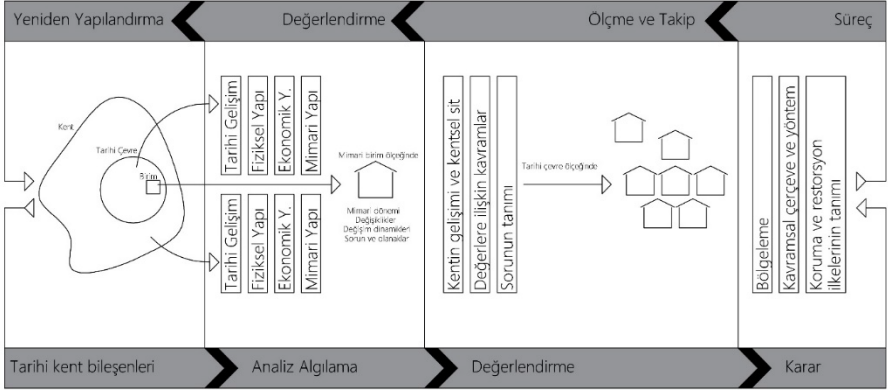 Yeniden Yapılandırma
Değerlendirme
Ölçme ve Takip
Süreç
Kent
Tarihi Çevre
Birim
Tarihi Gelişim
Fiziksel Yapı
Ekonomik Y.
Mimari Yapı
Tarihi Gelişim
Fiziksel Yapı
Ekonomik Y.
Mimari Yapı
Mimari birim ölçeğinde
Mimari dönemi
Değişiklikler
Değişim dinamikleri
Sorun ve olanaklar
Kentin gelişimi ve kentsel sit
Değerlere ilişkin kavramlar
Sorunun tanımı
Tarihi çevre ölçeğinde
Bölgeleme
Kavramsal çerçeve ve yöntem
Koruma ve restorsyon
ilkelerinin tanımı
Tarihi kent bileşenleri
Analiz Algılama
Değerlendirme
Karar